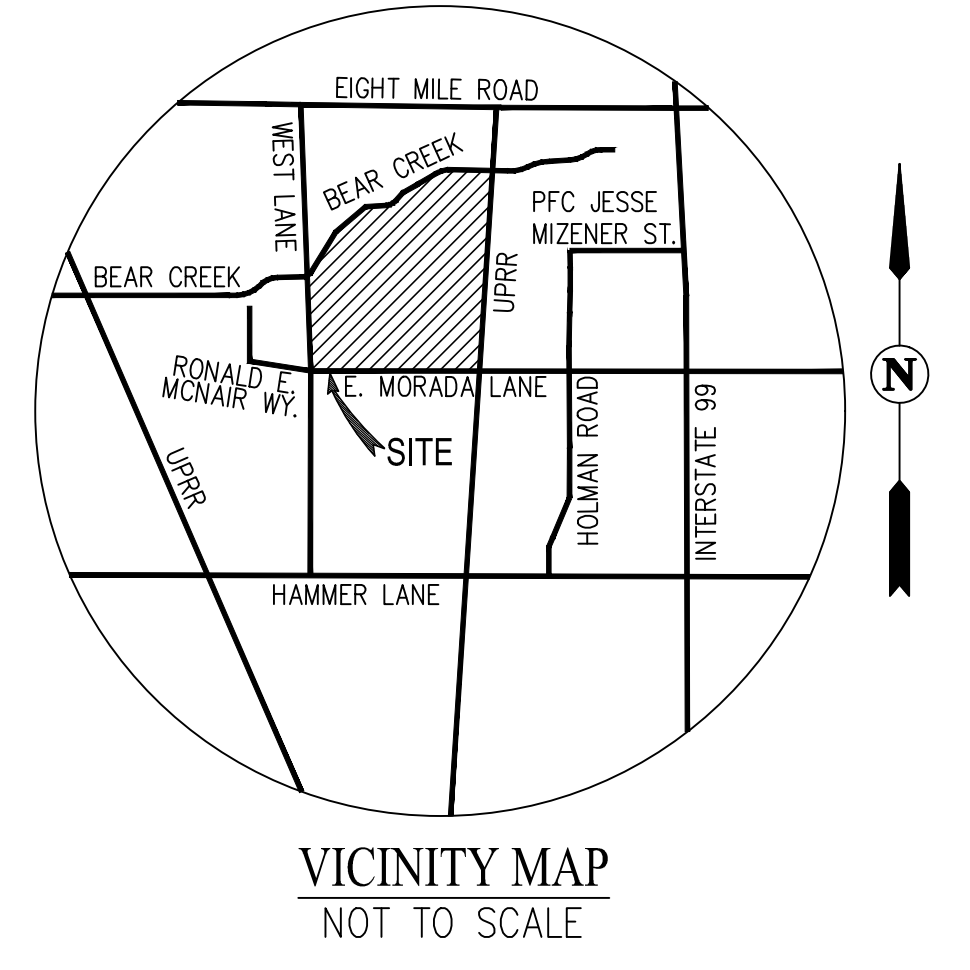 EIGHT MILE ROAD
WEST LANE
BEAR CREEK
PFC JESSE
MIZENER ST.
BEAR CREEK
UPRR
N
RONALD E.
MCNAIR WY.
E. MORADA LANE
SITE
HOLMAN ROAD
INTERSTATE 99
UPRR
HAMMER LANE
VICINITY MAP
NOT TO SCALE